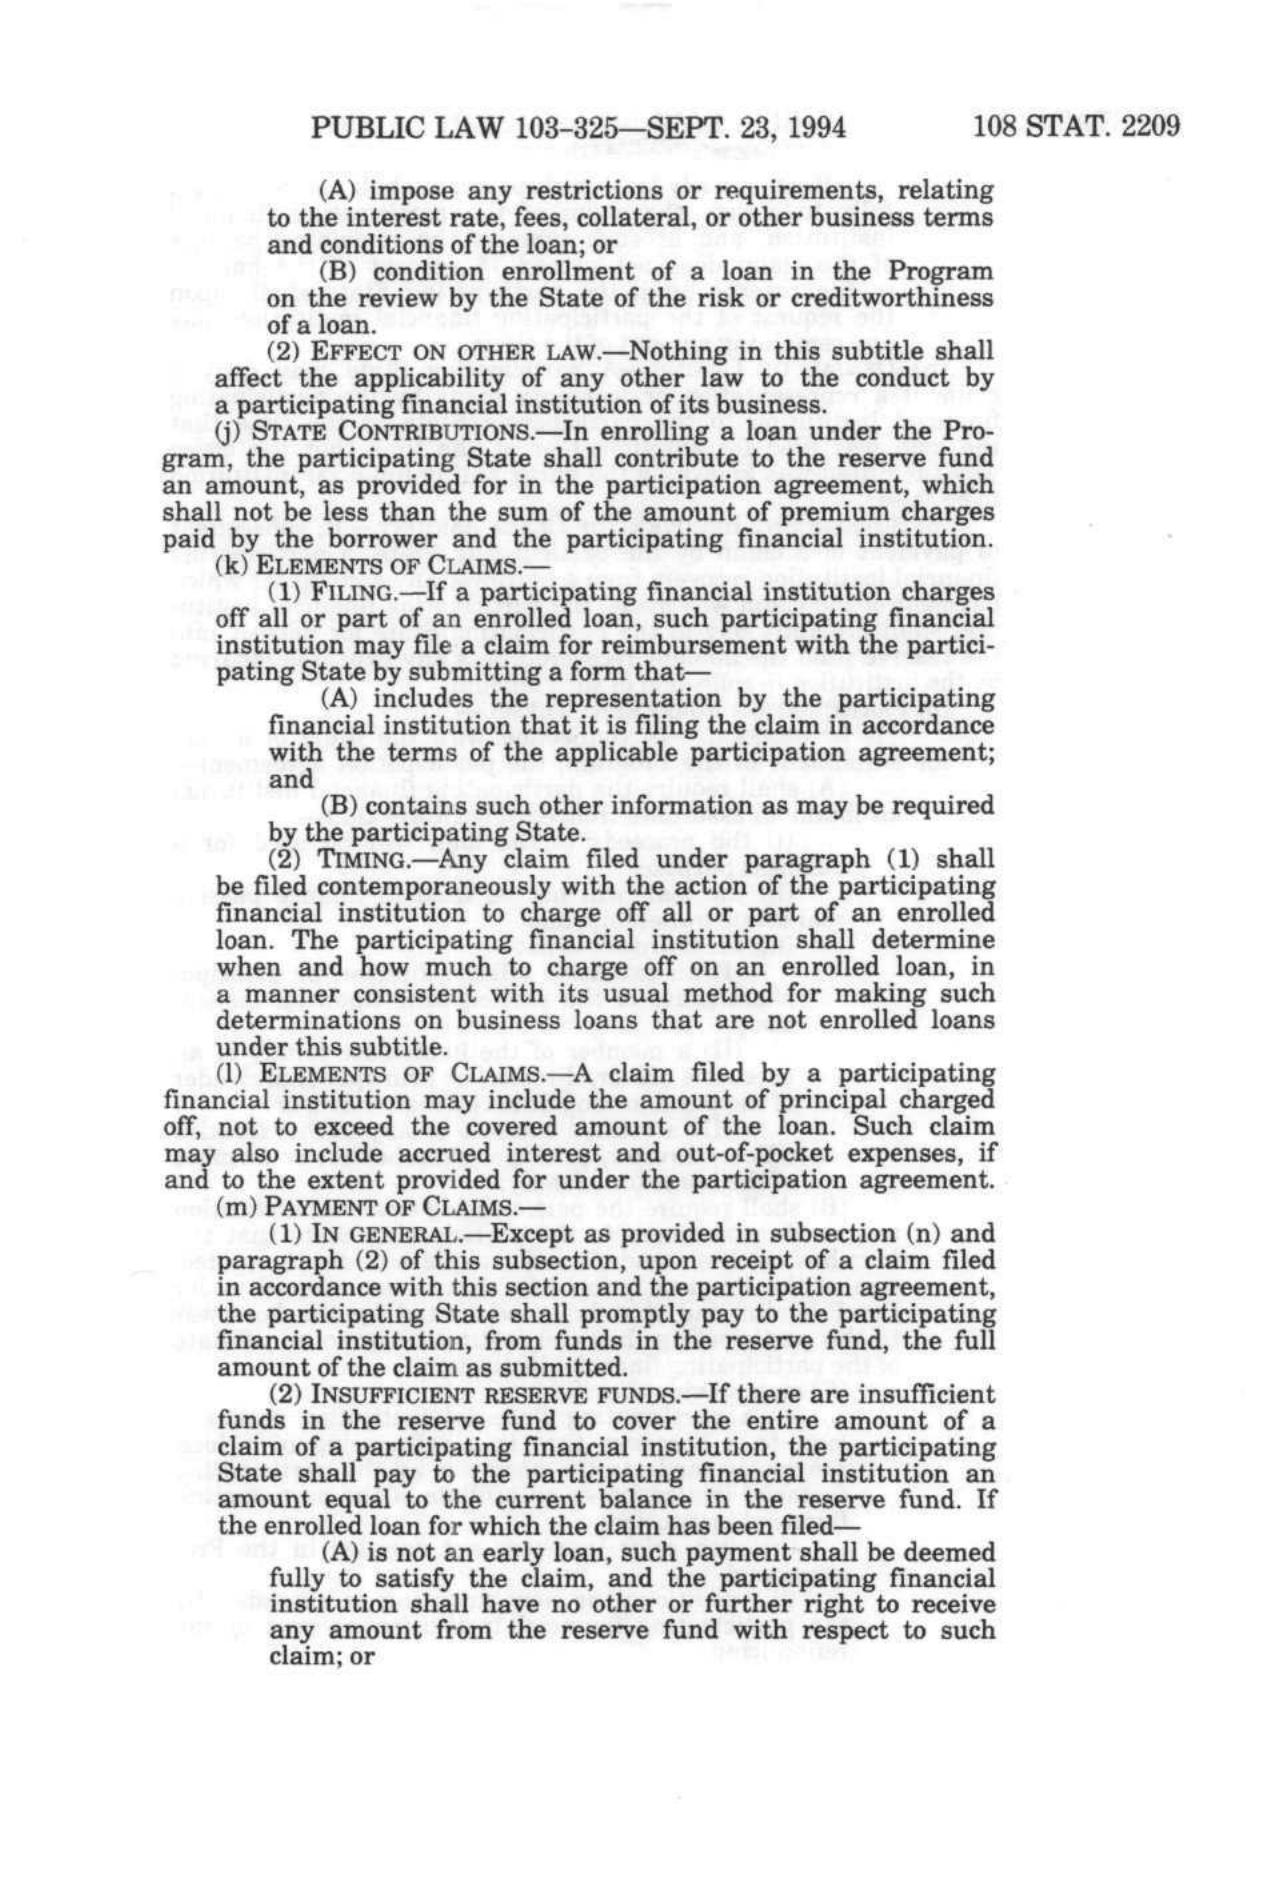 PUBLIC LAW 103–325—SEPT. 23, 1994 108 STAT. 2209
(A) impose any restrictions or requirements, relating
to the interest rate, fees, collateral, or other business terms
and conditions of the loan; or
(B) condition enrollment of a loan in the Program
on the review by the State of the risk or creditworthiness
of a loan.
(2) EFFECT ON OTHER LAW.—Nothing in this subtitle shall
affect the applicability of any other law to the conduct by
a participating financial institution of its business.
(j) STATE CONTRIBUTIONS.—In enrolling a loan under the Pro-
gram, the participating State shall contribute to the reserve fund
an amount, as provided for in the participation agreement, which
shall not be less than the sum of the amount of premium charges
paid by the borrower and the participating financial institution.
(k) ELEMENTS OF CLAIMS.—
(1) FILING.—If a participating financial institution charges
off all or part of an enrolled loan, such participating financial
institution may file a claim for reimbursement with the partici-
pating State by submitting a form that—
(A) includes the representation by the participating
financial institution that it is filing the claim in accordance
with the terms of the applicable participation agreement;
and
(B) contains such other information as may be required
by the participating State.
(2) TIMING.—Any claim filed under paragraph (1) shall
be filed contemporaneously with the action of the participating
financial institution to charge off all or part of an enrolled
loan. The participating financial institution shall determine
when and how much to charge off on an enrolled loan, in
a manner consistent with its usual method for making such
determinations on business loans that are not enrolled loans
under this subtitle.
(l) ELEMENTS OF CLAIMS.—A claim filed by a participating
financial institution may include the amount of principal charged
off, not to exceed the covered amount of the loan. Such claim
may also include accrued interest and out-of-pocket expenses, if
and to the extent provided for under the participation agreement.
(m) PAYMENT OF CLAIMS.—
(1) IN GENERAL.—Except as provided in subsection (n) and
paragraph (2) of this subsection, upon receipt of a claim filed
in accordance with this section and the participation agreement,
the participating State shall promptly pay to the participating
financial institution, from funds in the reserve fund, the full
amount of the claim as submitted.
(2) INSUFFICIENT RESERVE FUNDS.—If there are insufficient
funds in the reserve fund to cover the entire amount of a
claim of a participating financial institution, the participating
State shall pay to the participating financial institution an
amount equal to the current balance in the reserve fund. If
the enrolled loan for which the claim has been filed—
(A) is not an early loan, such payment shall be deemed
fully to satisfy the claim, and the participating financial
institution shall have no other or further right to receive
any amount from the reserve fund with respect to such
claim; or